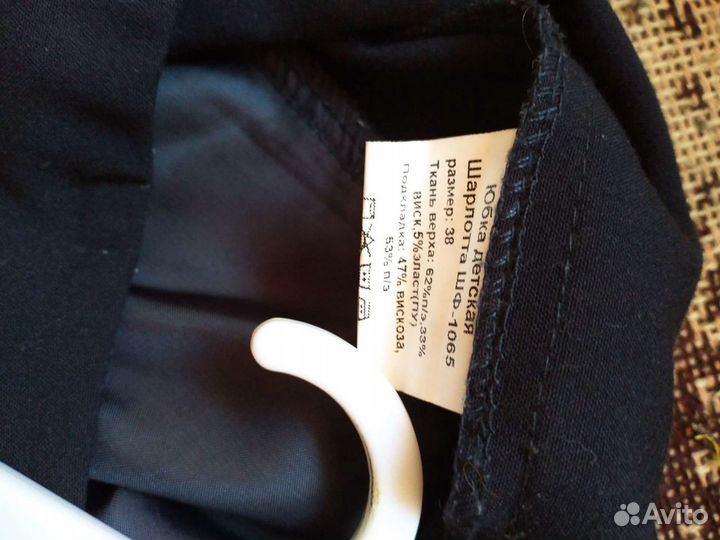 Юбка детская
Шарлотта ШФ-1065
размер: 38
Ткань верха: 62%п/э,33%
виск,5%эласт(ПУ)
Подкладка: 47% вискоза,
53% п/э
Avito